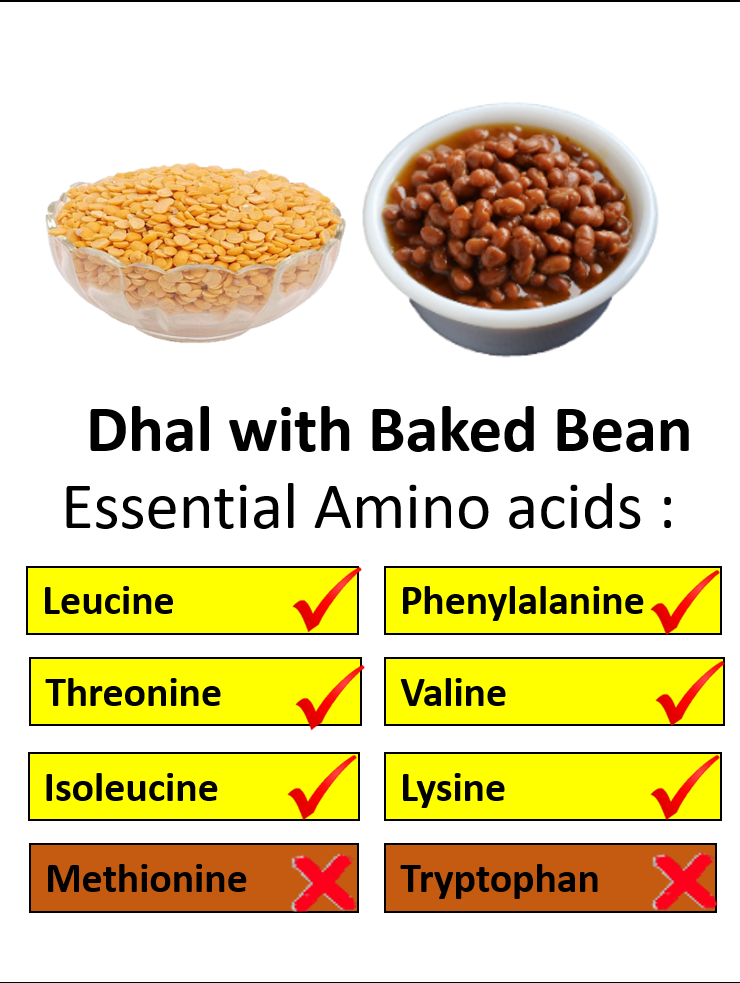 Dhal with Baked Bean
Essential Amino acids :
Leucine
Phenylalanine
Threonine
Valine
Isoleucine
Lysine
Methionine
Tryptophan